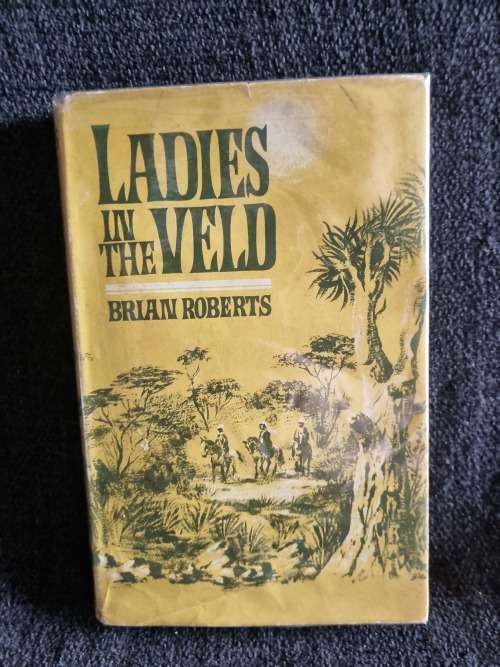 LADIES
IN
THE VELD
BRIAN ROBERTS